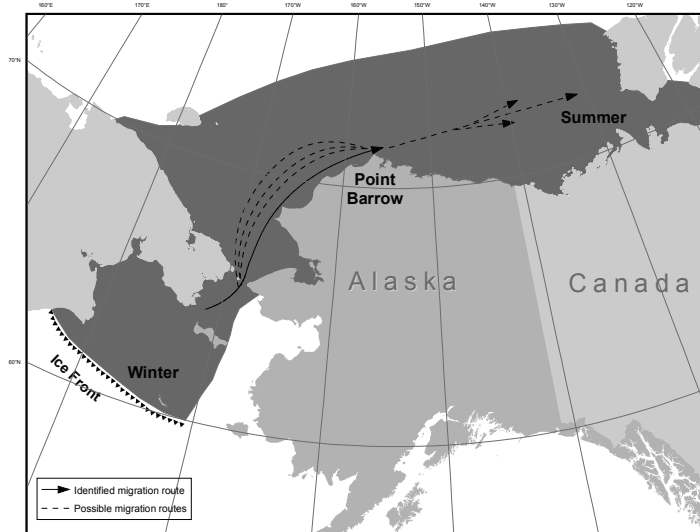 160°E
170°E
180°
170°W
160°W
150°W
140°W
130°W
120°W
110°W
70°N
Summer
Point
Barrow
Alaska
Canada
60°N
Winter
Ice Front
Identified migration route
Possible migration routes